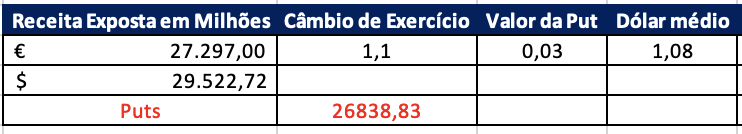 Receita Exposta em Milhões Câmbio de Exercício Valor da Put Dólar médio
€ 27.297,00 1,1 0,03 1,08
$ 29.522,72
Puts 26838,83